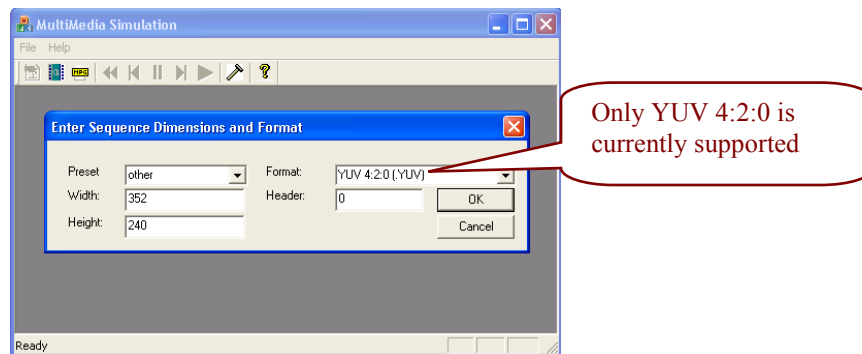 MultiMedia Simulation
File Help
MPG
Enter Sequence Dimensions and Format
Preset other Format: YUV 4:2:0 (.YUV)
Width: 352 Header: 0 OK
Height: 240 Cancel
Ready
Only YUV 4:2:0 is
currently supported